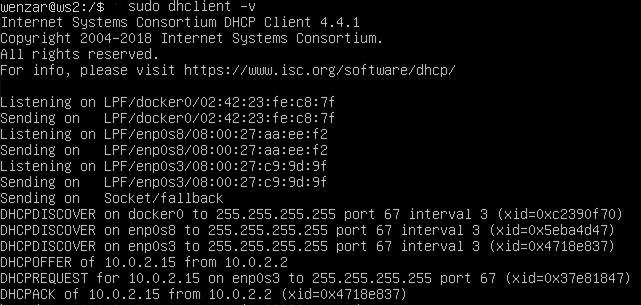 wenzar@ws2:/$   sudo dhclient -v
Internet Systems Consortium DHCP Client 4.4.1
Copyright 2004-2018 Internet Systems Consortium.
All rights reserved.
For info, please visit https://www.isc.org/software/dhcp/

Listening on LPF/docker0/02:42:23:fe:c8:7f
Sending on   LPF/docker0/02:42:23:fe:c8:7f
Listening on LPF/enp0s8/08:00:27:aa:ee:f2
Sending on   LPF/enp0s8/08:00:27:aa:ee:f2
Listening on LPF/enp0s3/08:00:27:c9:9d:9f
Sending on   LPF/enp0s3/08:00:27:c9:9d:9f
Sending on   Socket/fallback
DHCPDISCOVER on docker0 to 255.255.255.255 port 67 interval 3 (xid=0xc2390f70)
DHCPDISCOVER on enp0s8 to 255.255.255.255 port 67 interval 3 (xid=0x5eba4d47)
DHCPDISCOVER on enp0s3 to 255.255.255.255 port 67 interval 3 (xid=0x4718e837)
DHCPOFFER of 10.0.2.15 from 10.0.2.2
DHCPREQUEST for 10.0.2.15 on enp0s3 to 255.255.255.255 port 67 (xid=0x37e81847)
DHCPACK of 10.0.2.15 from 10.0.2.2 (xid=0x4718e837)